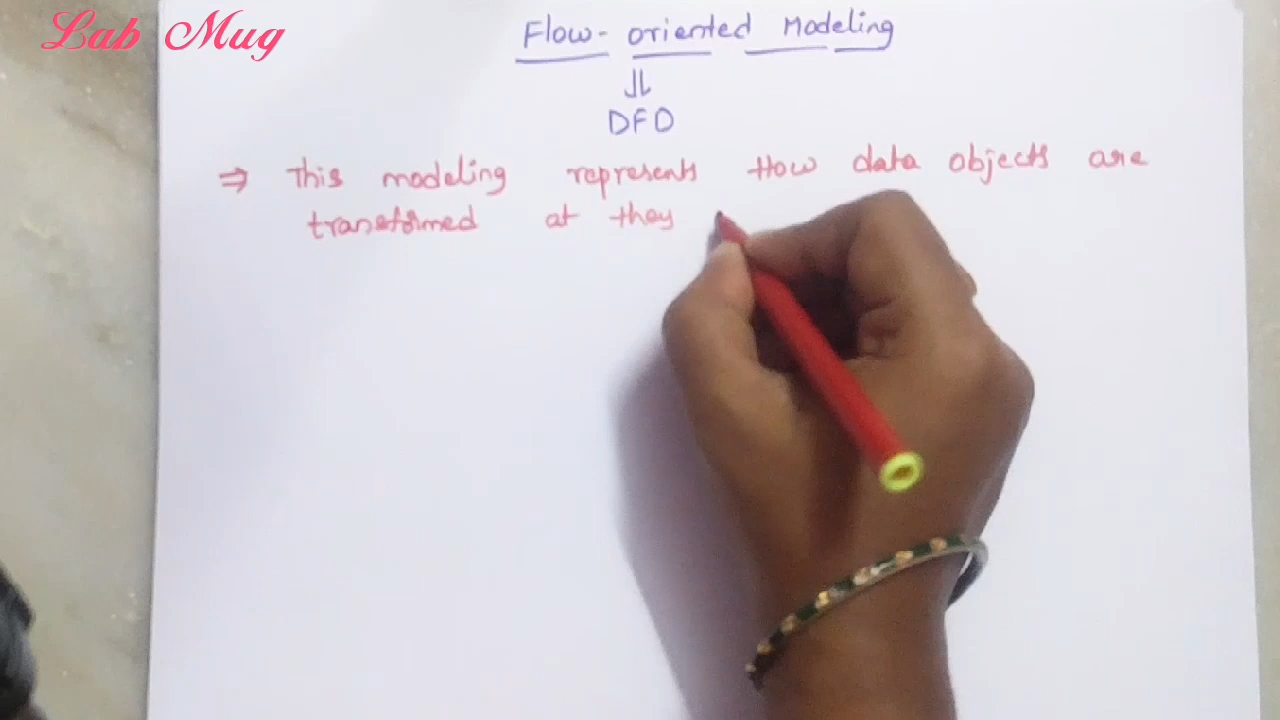 Lab Mug
Flow-oriented Modeling
⇓
DFD
⇒ This modeling represents How data objects are
transformed at they